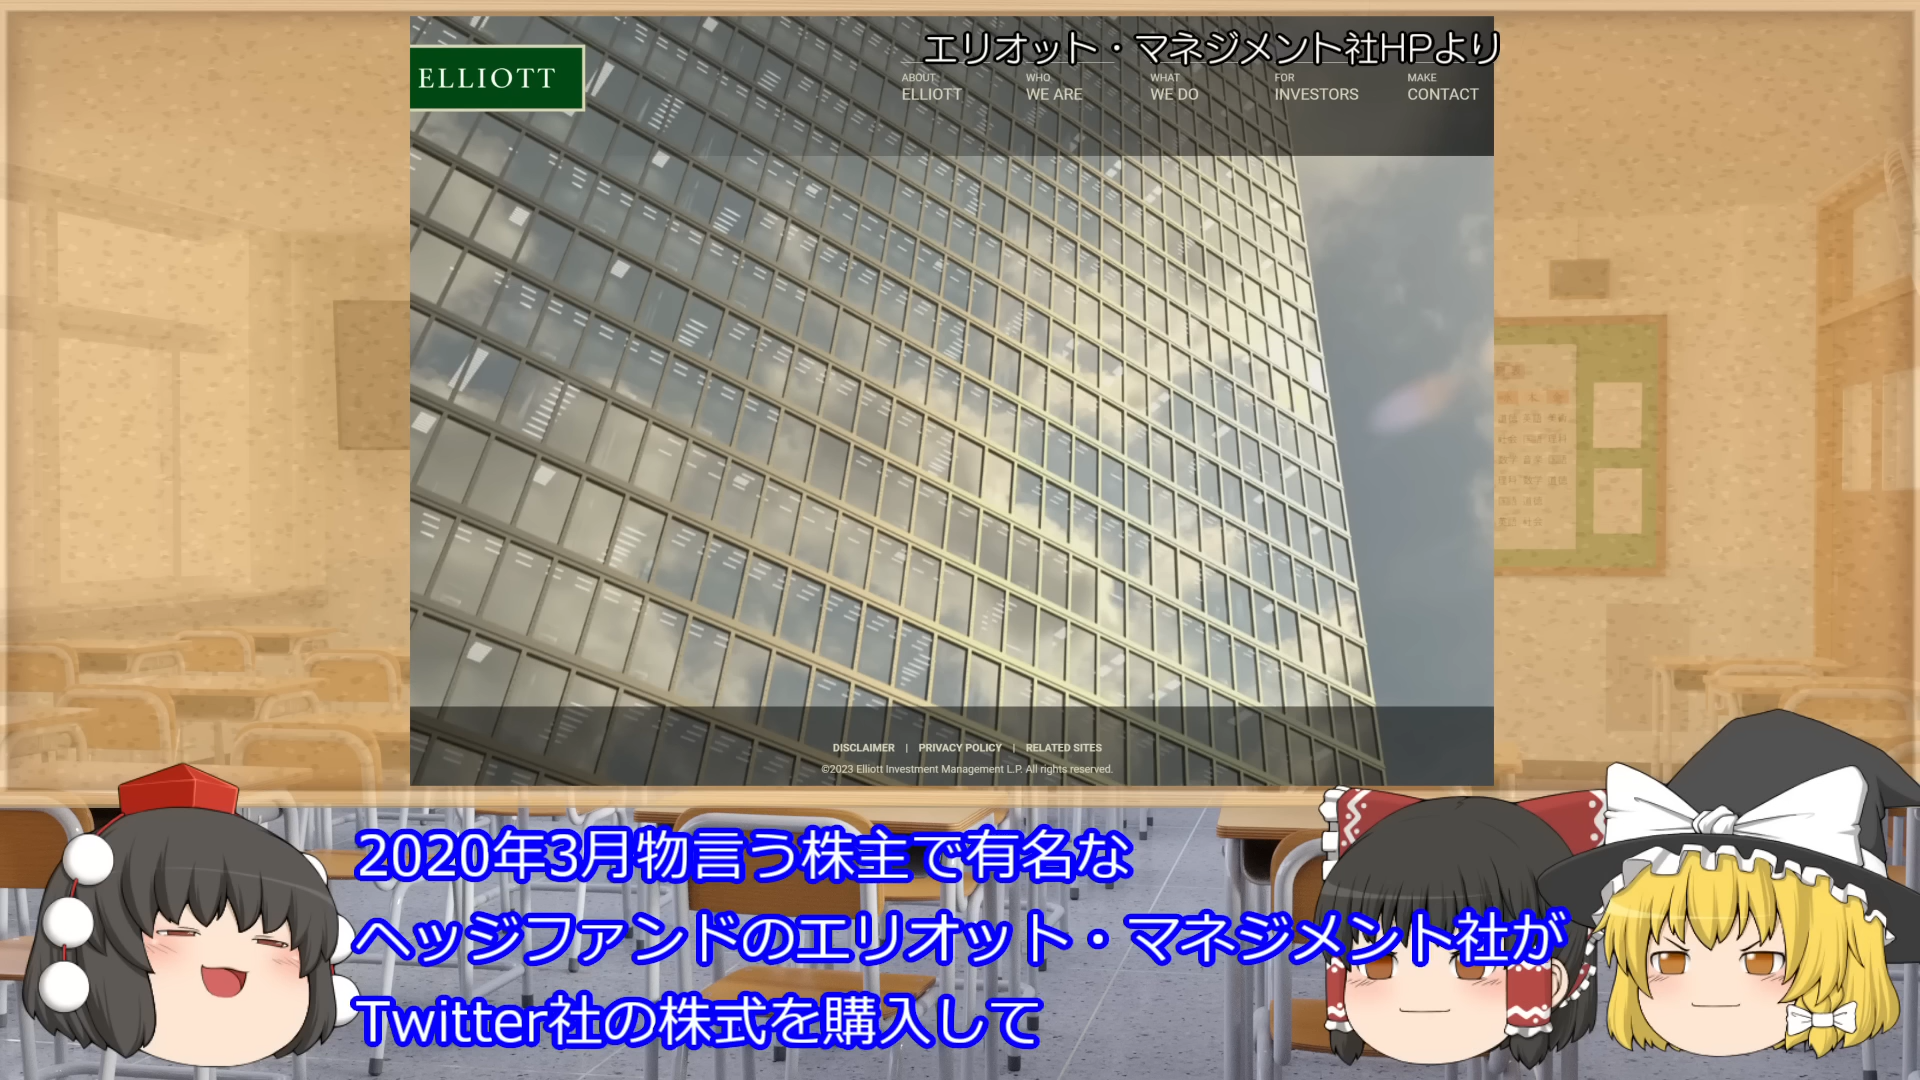 エリオット・マネジメント社HPより
ELLIOTT
ABOUT
ELLIOTT
WHO
WE ARE
WHAT
WE DO
FOR
INVESTORS
MAKE
CONTACT
DISCLAIMER | PRIVACY POLICY | RELATED SITES
©2023 Elliott Investment Management L.P. All rights reserved.
2020年3月物言う株主で有名な
ヘッジファンドのエリオット・マネジメント社が
Twitter社の株式を購入して